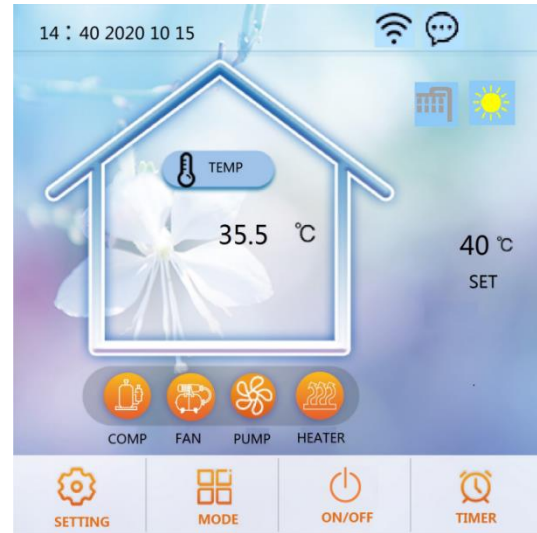 14：40 2020 10 15
TEMP
35.5 ℃
40 ℃
SET
COMP FAN PUMP HEATER
SETTING MODE ON/OFF TIMER